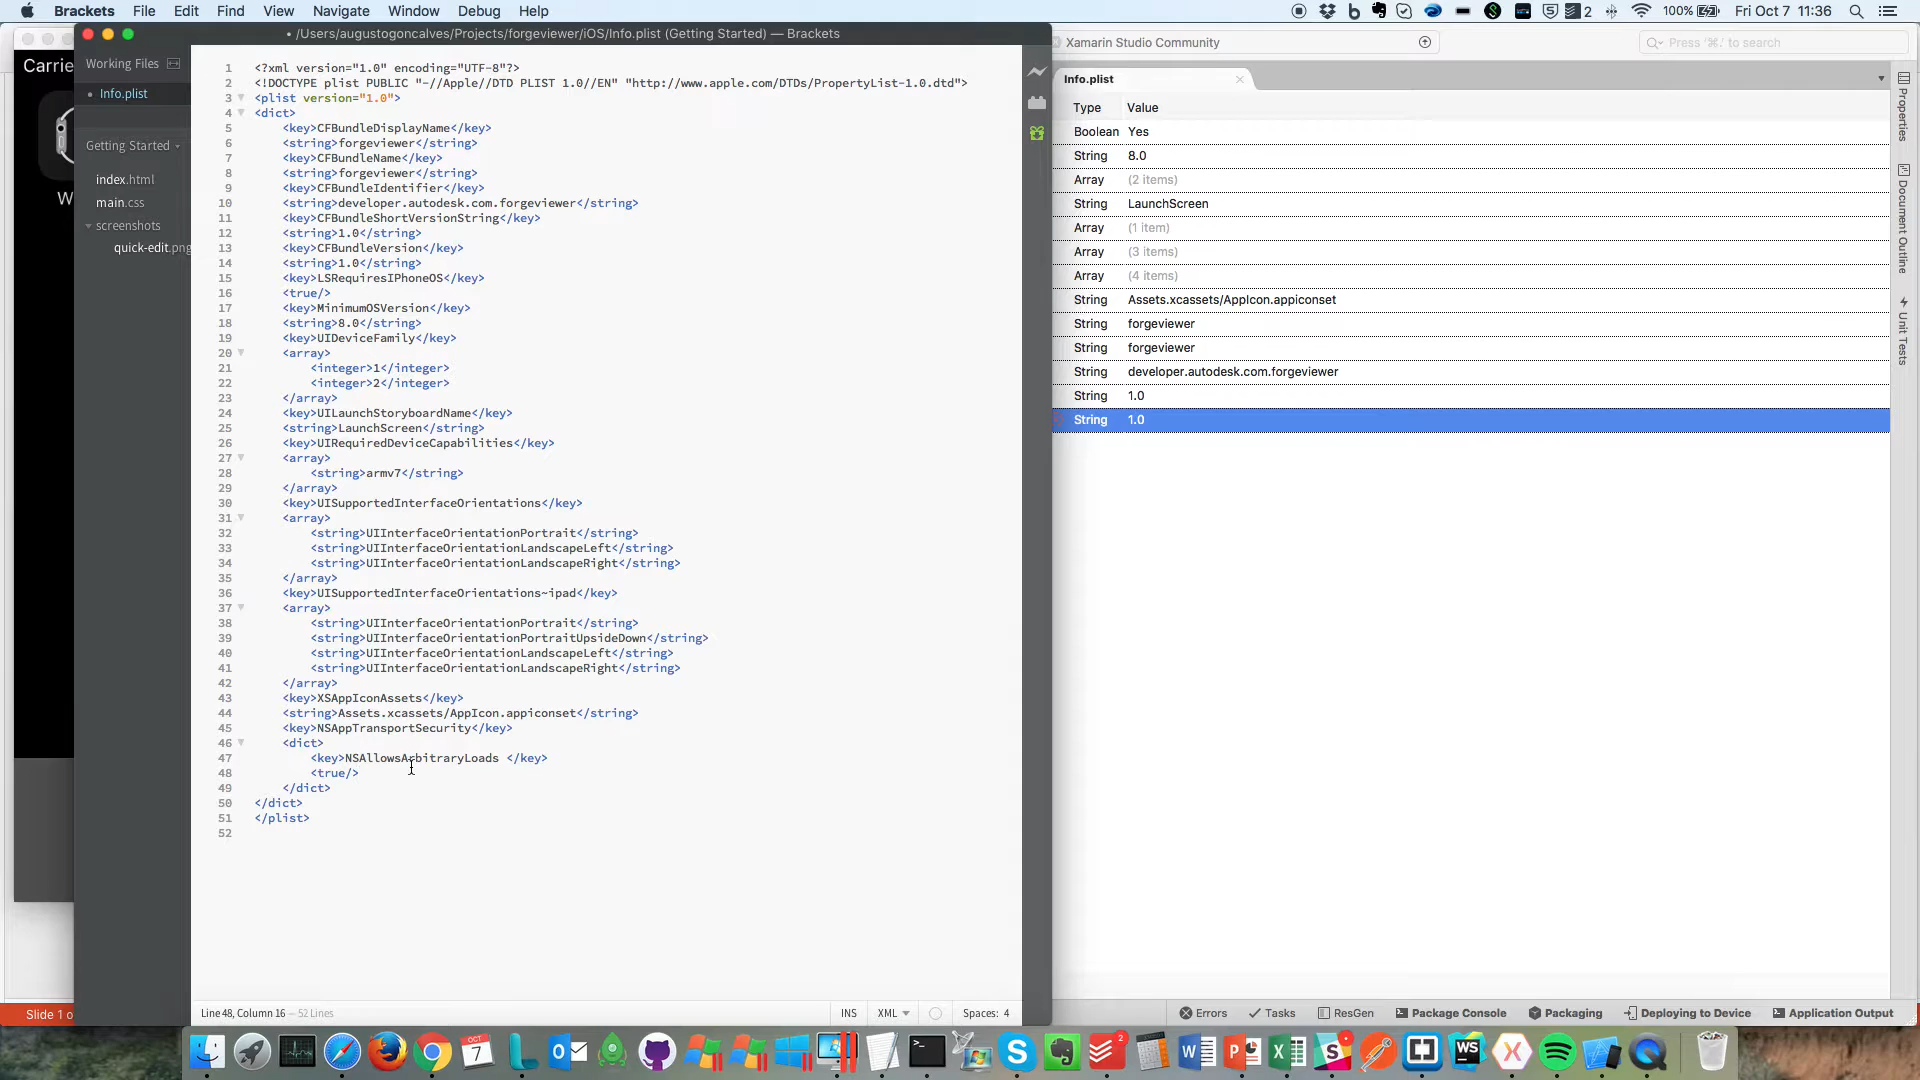 Brackets File Edit Find View Navigate Window Debug Help
5 2 100% Fri Oct 7 11:36
• /Users/augustogoncalves/Projects/forgeviewer/iOS/Info.plist (Getting Started) — Brackets
Carrie
W
Slide 1 o
Working Files
• Info.plist
Getting Started
index.html
main.css
screenshots
quick-edit.png
1 <?xml version="1.0" encoding="UTF-8"?>
2 <!DOCTYPE plist PUBLIC "-//Apple//DTD PLIST 1.0//EN" "http://www.apple.com/DTDs/PropertyList-1.0.dtd">
3 <plist version="1.0">
4 <dict>
5 <key>CFBundleDisplayName</key>
6 <string>forgeviewer</string>
7 <key>CFBundleName</key>
8 <string>forgeviewer</string>
9 <key>CFBundleIdentifier</key>
10 <string>developer.autodesk.com.forgeviewer</string>
11 <key>CFBundleShortVersionString</key>
12 <string>1.0</string>
13 <key>CFBundleVersion</key>
14 <string>1.0</string>
15 <key>LSRequiresIPhoneOS</key>
16 <true/>
17 <key>MinimumOSVersion</key>
18 <string>8.0</string>
19 <key>UIDeviceFamily</key>
20 <array>
21 <integer>1</integer>
22 <integer>2</integer>
23 </array>
24 <key>UILaunchStoryboardName</key>
25 <string>LaunchScreen</string>
26 <key>UIRequiredDeviceCapabilities</key>
27 <array>
28 <string>armv7</string>
29 </array>
30 <key>UISupportedInterfaceOrientations</key>
31 <array>
32 <string>UIInterfaceOrientationPortrait</string>
33 <string>UIInterfaceOrientationLandscapeLeft</string>
34 <string>UIInterfaceOrientationLandscapeRight</string>
35 </array>
36 <key>UISupportedInterfaceOrientations~ipad</key>
37 <array>
38 <string>UIInterfaceOrientationPortrait</string>
39 <string>UIInterfaceOrientationPortraitUpsideDown</string>
40 <string>UIInterfaceOrientationLandscapeLeft</string>
41 <string>UIInterfaceOrientationLandscapeRight</string>
42 </array>
43 <key>XSAppIconAssets</key>
44 <string>Assets.xcassets/AppIcon.appiconset</string>
45 <key>NSAppTransportSecurity</key>
46 <dict>
47 <key>NSAllowsArbitraryLoads </key>
48 <true/>
49 </dict>
50 </dict>
51 </plist>
52
Line 48, Column 16 — 52 Lines
INS XML Spaces: 4
Xamarin Studio Community
Press '⌘.' to search
Info.plist
Type Value
Boolean Yes
String 8.0
Array (2 items)
String LaunchScreen
Array (1 item)
Array (3 items)
Array (4 items)
String Assets.xcassets/AppIcon.appiconset
String forgeviewer
String forgeviewer
String developer.autodesk.com.forgeviewer
String 1.0
String 1.0
Properties
Document Outline
Unit Tests
Errors Tasks ResGen Package Console Packaging Deploying to Device Application Output
OCT
7
2
WS